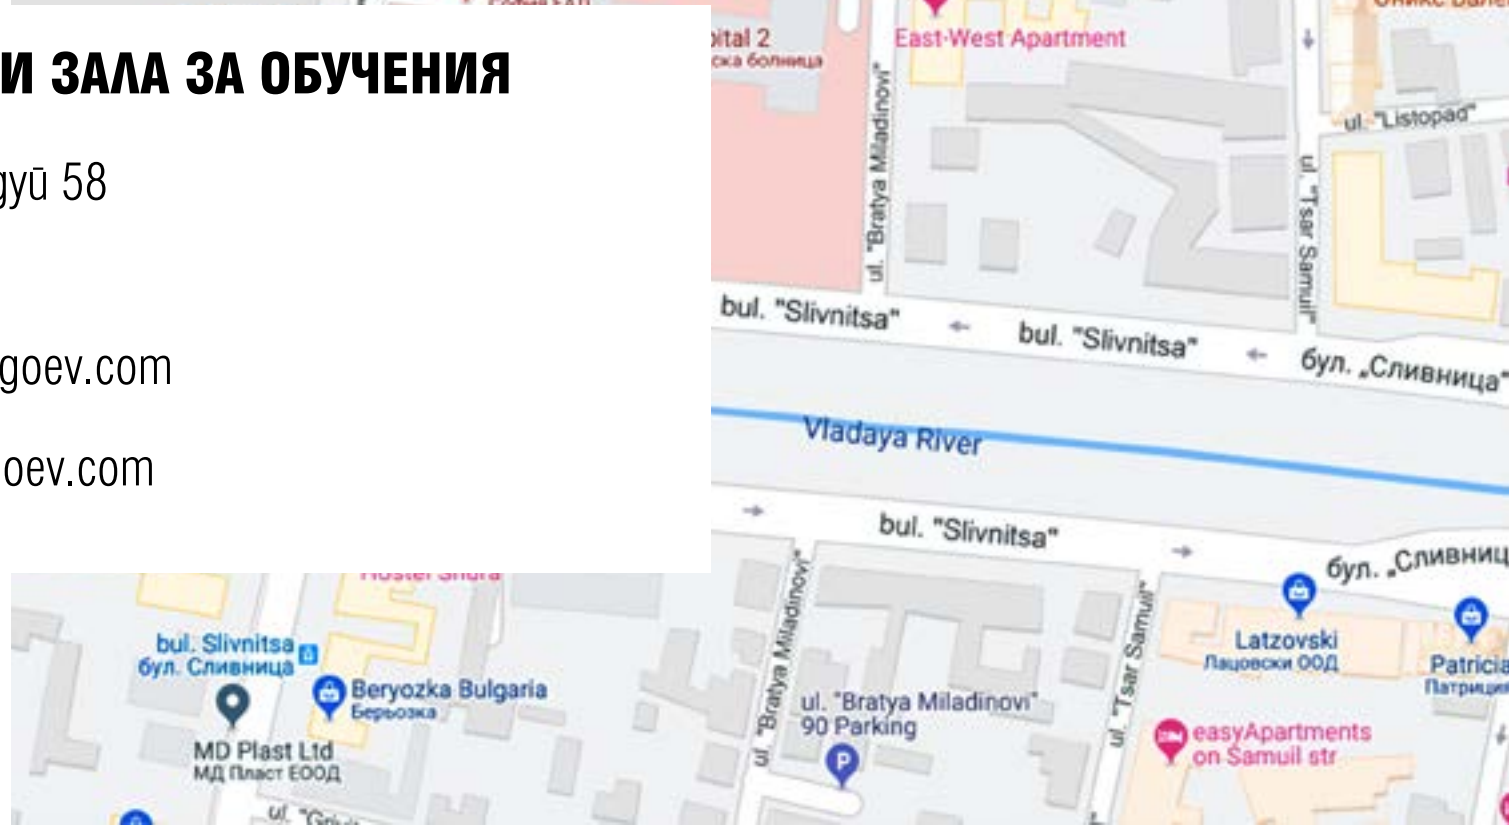 И ЗАЛА ЗА ОБУЧЕНИЯ
gyū 58
goev.com
oev.com
ital 2
ска болница
East-West Apartment
ul. "Bratya Miladinovi"
ul. "Listopad"
ul. "Tsar Samuil"
bul. "Slivnitsa"
bul. "Slivnitsa"
бул. „Сливница"
Vladaya River
bul. "Slivnitsa"
бул. „Сливниц
bul. Slivnitsa
бул. Сливница
Beryozka Bulgaria
Берьозка
MD Plast Ltd
МД Пласт ЕООД
ul. "Bratya Miladinovi"
ul. "Bratya Miladinovi"
90 Parking
P
ul. "Tsar Samuil"
Latzovski
Лацовски ООД
Patricia
Патриция
easyApartments
on Samuil str